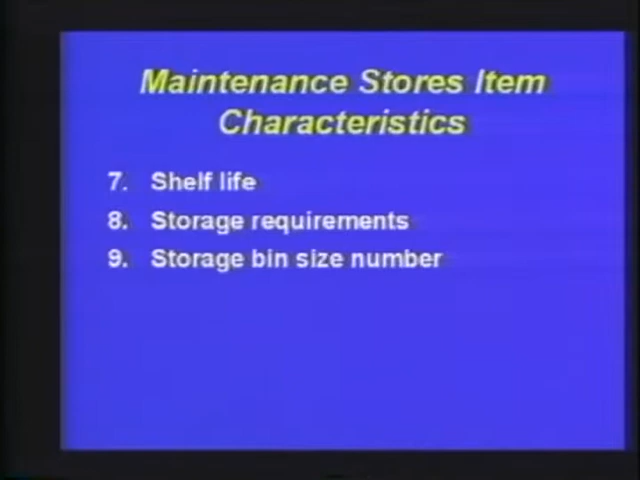 Maintenance Stores Item
Characteristics
7. Shelf life
8. Storage requirements
9. Storage bin size number